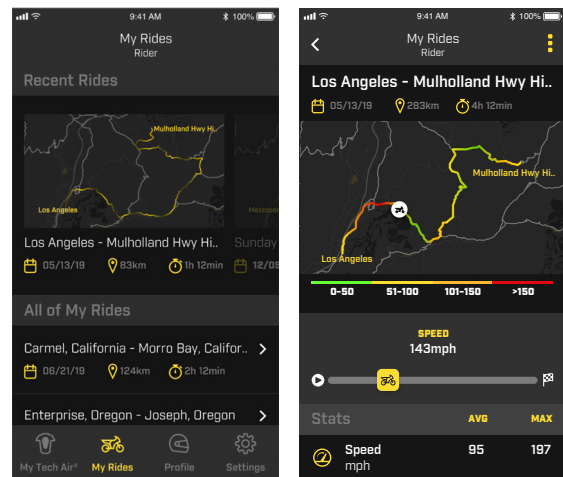 9:41 AM
100%
My Rides
Rider
Recent Rides
Mulholland Hwy Hi..
Los Angeles
Los Angeles - Mulholland Hwy Hi..
Sunday
05/13/19
83km
1h 12min
12/09
All of My Rides
Carmel, California - Morro Bay, Califor..
06/21/19
124km
2h 12min
Enterprise, Oregon - Joseph, Oregon
My Tech Air®
My Rides
Profile
Settings
9:41 AM
100%
My Rides
Rider
Los Angeles - Mulholland Hwy Hi..
05/13/19
283km
4h 12min
Mulholland Hwy Hi..
Los Angeles
0-50
51-100
101-150
>150
SPEED
143mph
Stats
AVG
MAX
Speed
95
197
mph